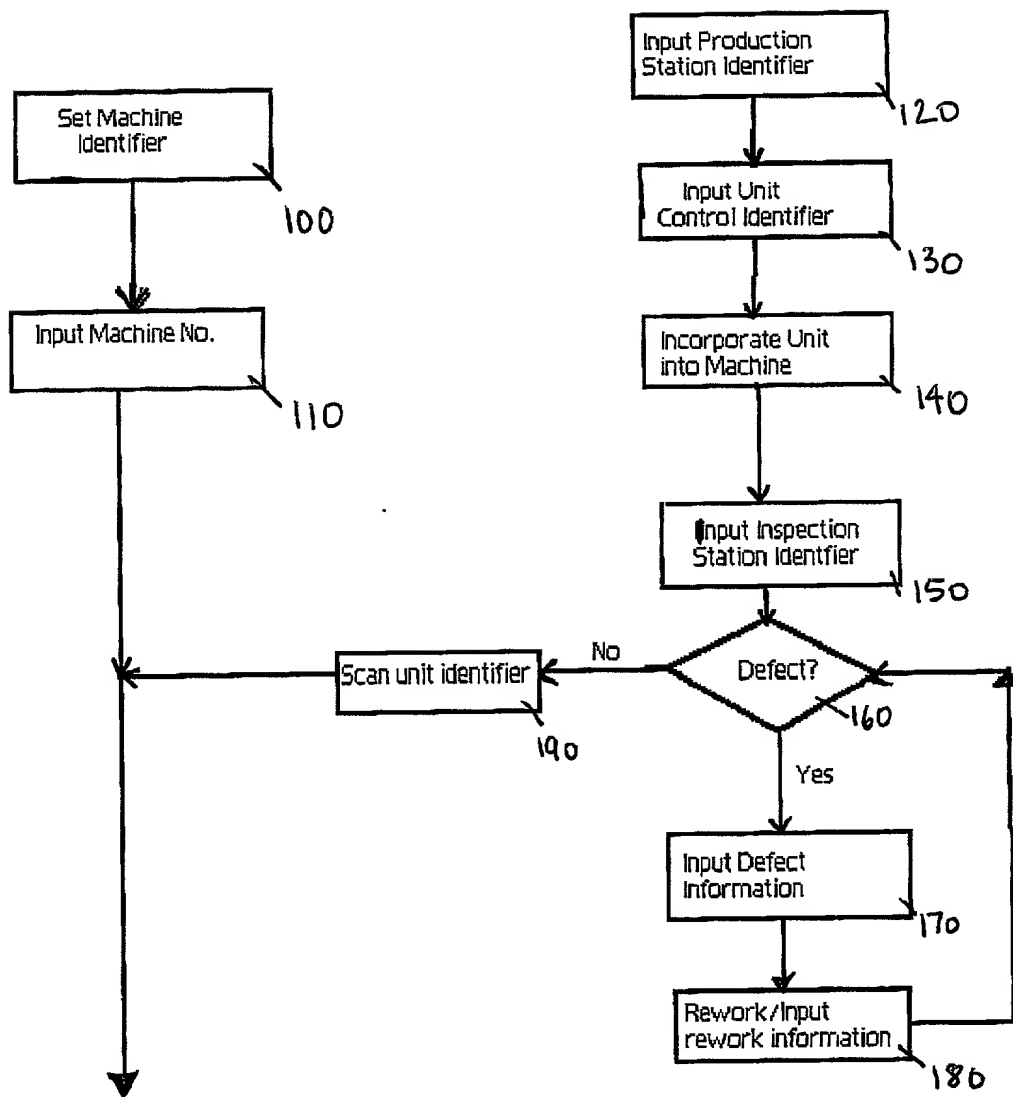 Input Production
Station Identifier
120
Set Machine
Identifier
100
Input Unit
Control Identifier
130
Input Machine No.
110
Incorporate Unit
into Machine
140
Input Inspection
Station Identfier
150
No
Scan unit identifier
190
Defect?
160
Yes
Input Defect
Information
170
Rework/Input
rework information
180